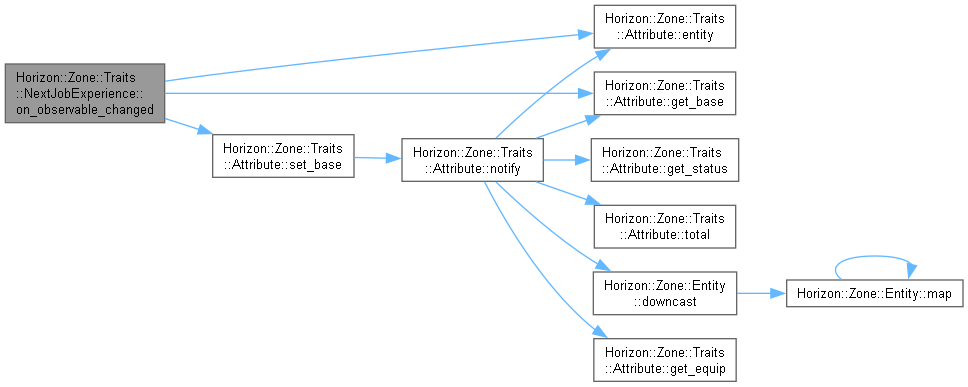 Horizon::Zone::Traits
::NextJobExperience::
on_observable_changed
Horizon::Zone::Traits
::Attribute::set_base
Horizon::Zone::Traits
::Attribute::notify
Horizon::Zone::Traits
::Attribute::entity
Horizon::Zone::Traits
::Attribute::get_base
Horizon::Zone::Traits
::Attribute::get_status
Horizon::Zone::Traits
::Attribute::total
Horizon::Zone::Entity
::downcast
Horizon::Zone::Entity::map
Horizon::Zone::Traits
::Attribute::get_equip